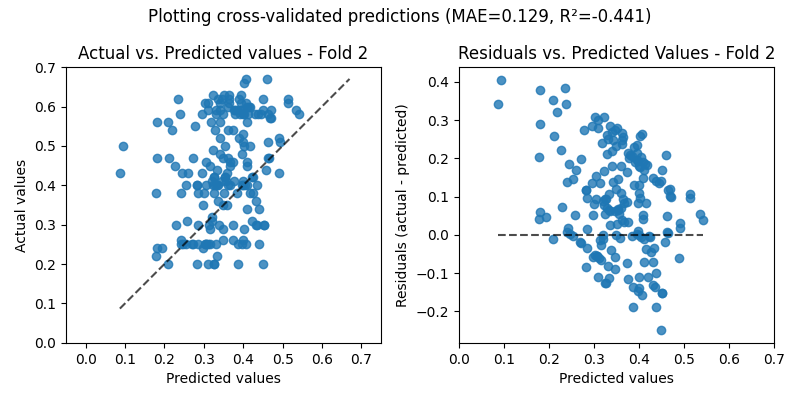 Plotting cross-validated predictions (MAE=0.129, R²=-0.441)
Actual vs. Predicted values - Fold 2
0.7
0.6
0.5
0.4
0.3
0.2
0.1
0.0
Actual values
0.0 0.1 0.2 0.3 0.4 0.5 0.6 0.7
Predicted values
Residuals vs. Predicted Values - Fold 2
0.4
0.3
0.2
0.1
0.0
−0.1
−0.2
Residuals (actual - predicted)
0.0 0.1 0.2 0.3 0.4 0.5 0.6 0.7
Predicted values